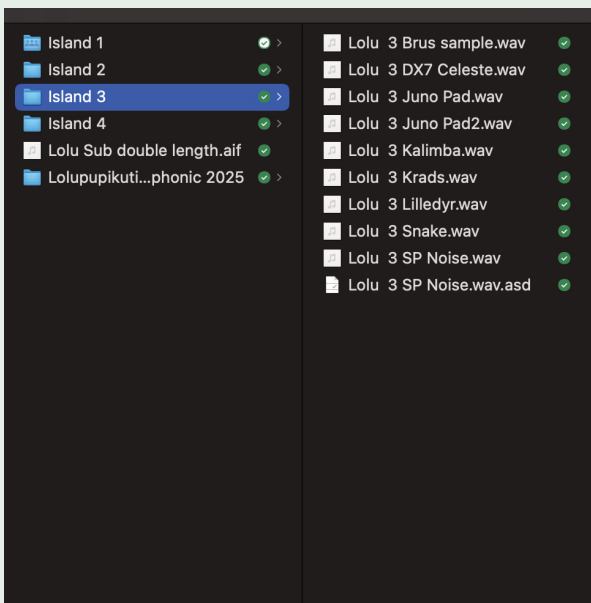 Island 1
Island 2
Island 3
Island 4
Lolu Sub double length.aif
Lolupupikuti...phonic 2025
Lolu  3 Brus sample.wav
Lolu  3 DX7 Celeste.wav
Lolu  3 Juno Pad.wav
Lolu  3 Juno Pad2.wav
Lolu  3 Kalimba.wav
Lolu  3 Krads.wav
Lolu  3 Lilledyr.wav
Lolu  3 Snake.wav
Lolu  3 SP Noise.wav
Lolu  3 SP Noise.wav.asd